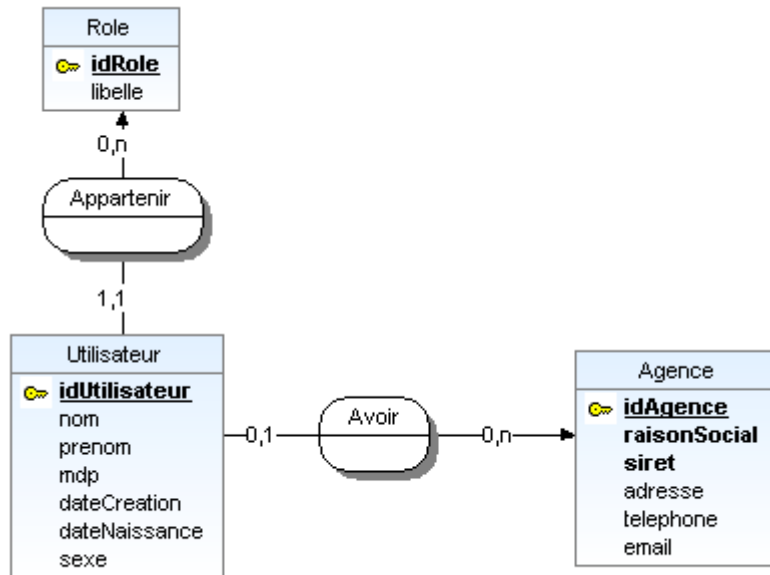 Role
idRole
libelle
0,n
Appartenir
1,1
Utilisateur
idUtilisateur
nom
prenom
mdp
dateCreation
dateNaissance
sexe
0,1
Avoir
0,n
Agence
idAgence
raisonSocial
siret
adresse
telephone
email